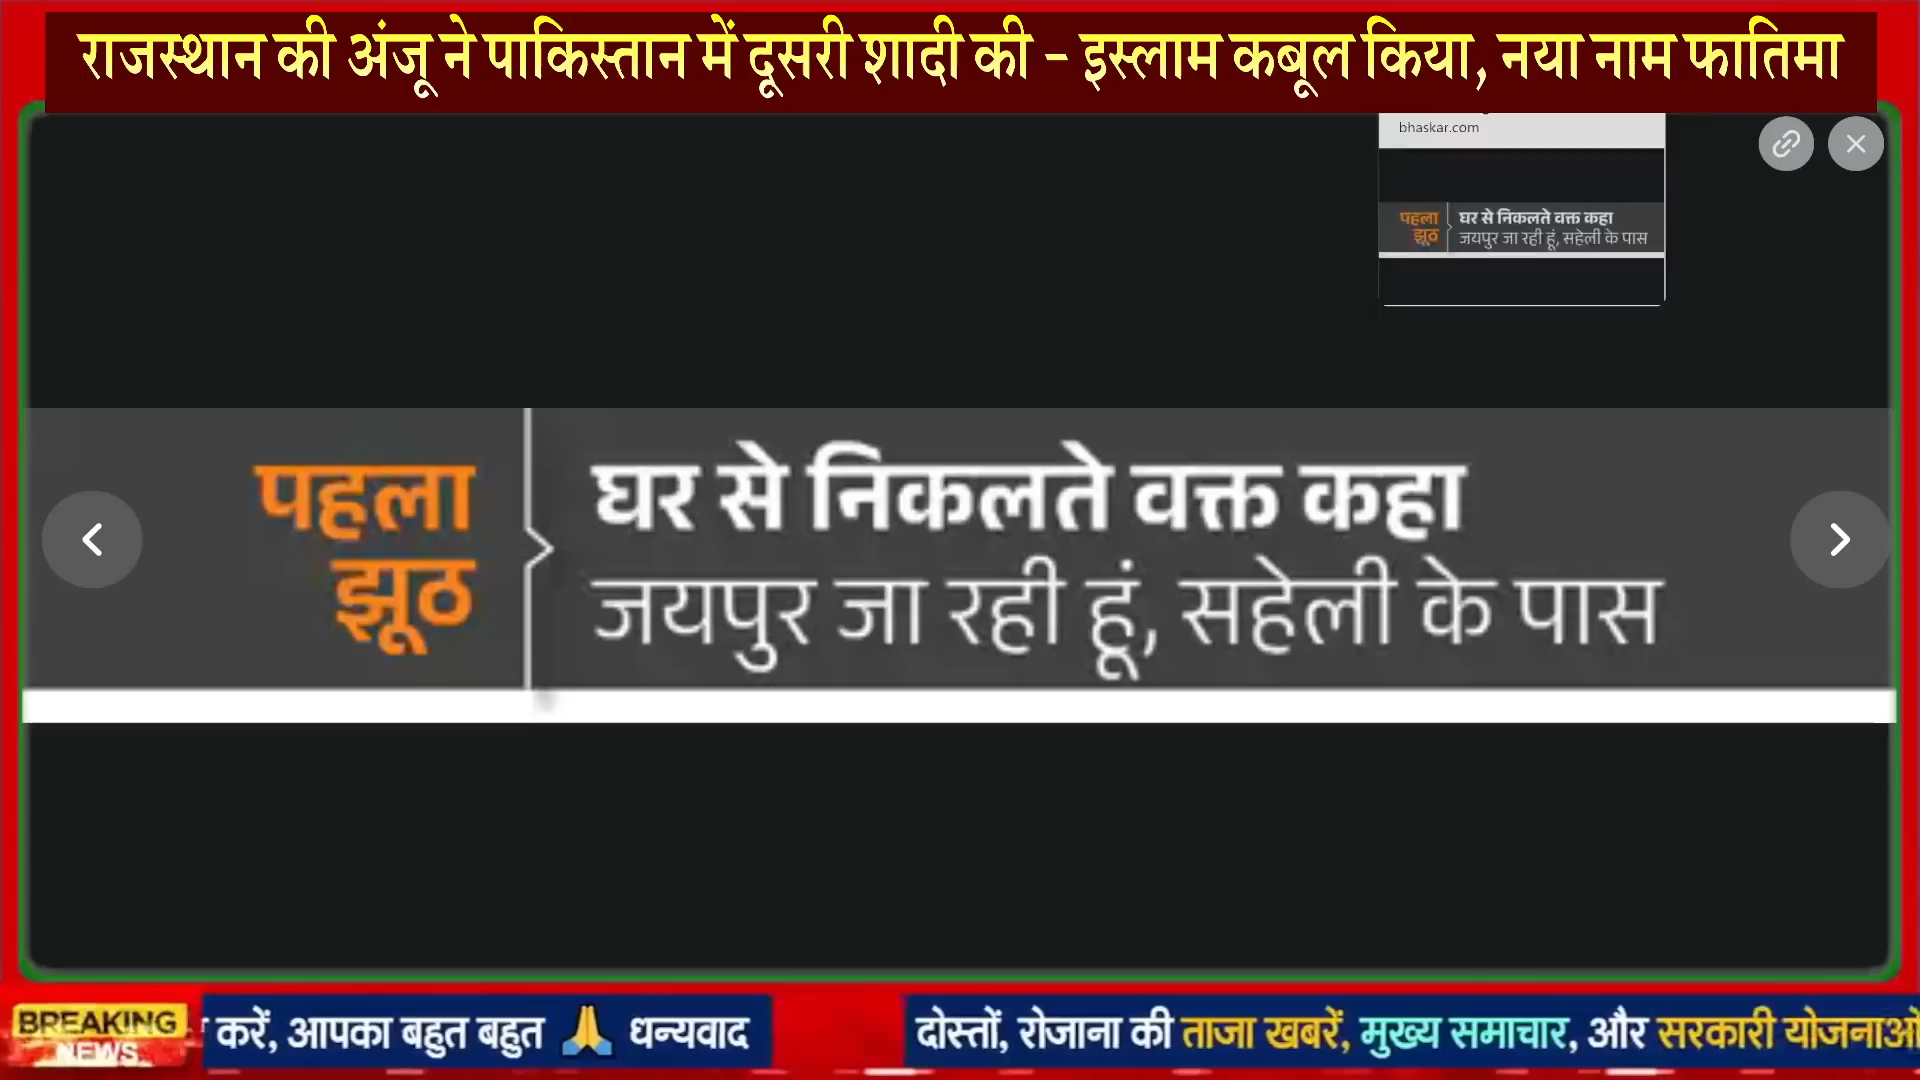 राजस्थान की अंजू ने पाकिस्तान में दूसरी शादी की - इस्लाम कबूल किया, नया नाम फातिमा
bhaskar.com
पहला
झूठ
घर से निकलते वक्त कहा
जयपुर जा रही हूं, सहेली के पास
पहला
झूठ
घर से निकलते वक्त कहा
जयपुर जा रही हूं, सहेली के पास
BREAKING
NEWS
करें, आपका बहुत बहुत 🙏 धन्यवाद
दोस्तों, रोजाना की ताजा खबरें, मुख्य समाचार, और सरकारी योजनाओ